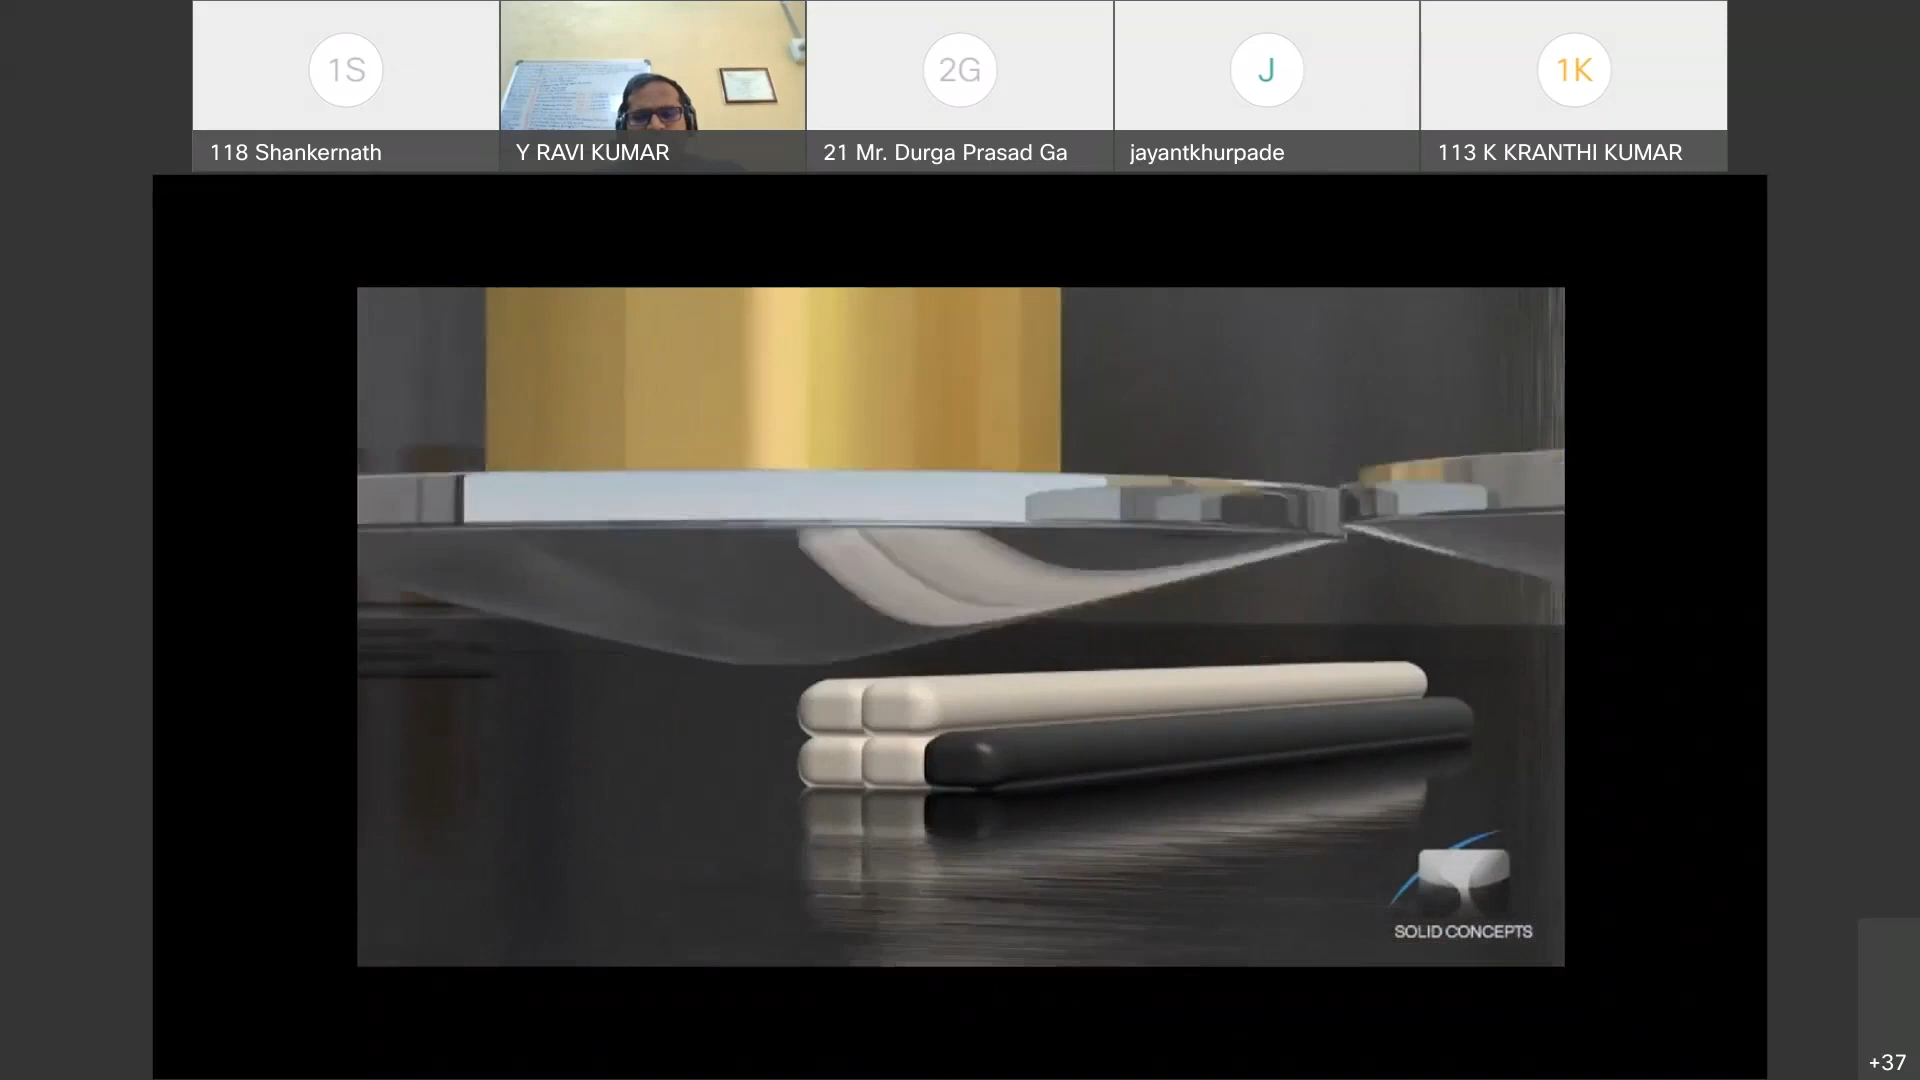 1S
2G
J
1K
118 Shankernath
Y RAVI KUMAR
21 Mr. Durga Prasad Ga
jayantkhurpade
113 K KRANTHI KUMAR
SOLID CONCEPTS
+37